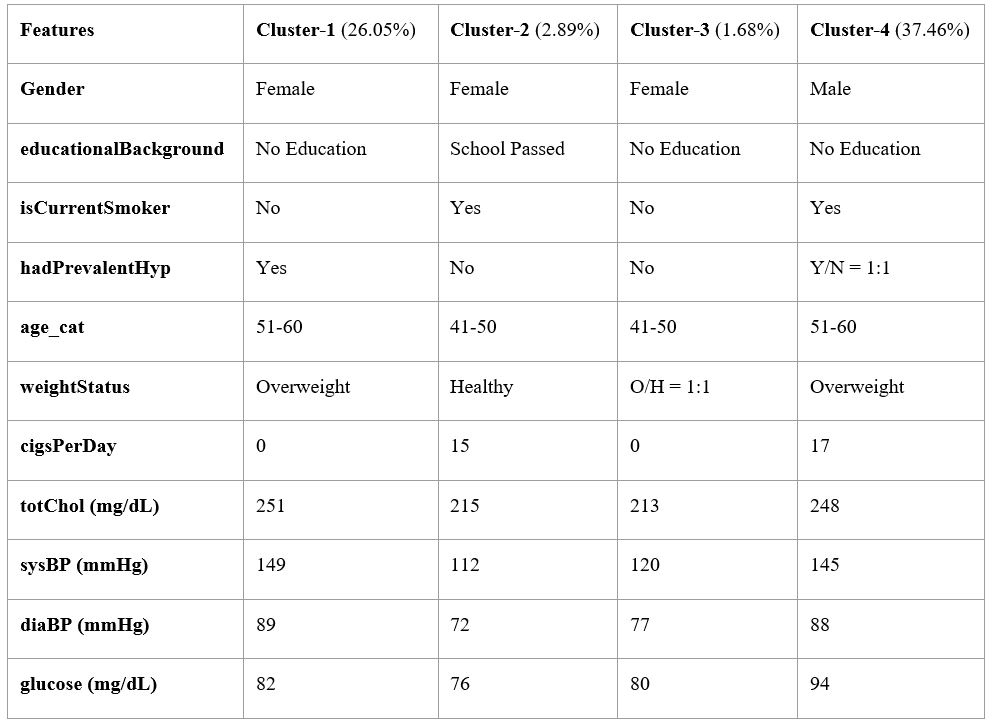 Features Cluster-1 (26.05%) Cluster-2 (2.89%) Cluster-3 (1.68%) Cluster-4 (37.46%)
Gender Female Female Female Male
educationalBackground No Education School Passed No Education No Education
isCurrentSmoker No Yes No Yes
hadPrevalentHyp Yes No No Y/N = 1:1
age_cat 51-60 41-50 41-50 51-60
weightStatus Overweight Healthy O/H = 1:1 Overweight
cigsPerDay 0 15 0 17
totChol (mg/dL) 251 215 213 248
sysBP (mmHg) 149 112 120 145
diaBP (mmHg) 89 72 77 88
glucose (mg/dL) 82 76 80 94